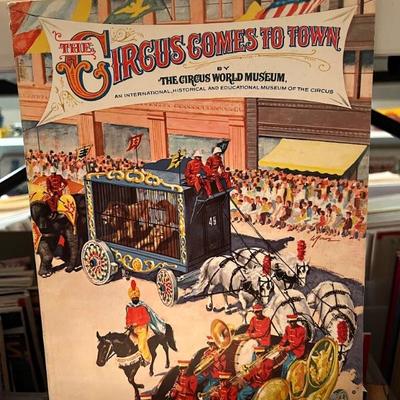 THE CIRCUS COMES TO TOWN
BY
THE CIRCUS WORLD MUSEUM,
AN INTERNATIONAL, HISTORICAL AND EDUCATIONAL MUSEUM OF THE CIRCUS
45